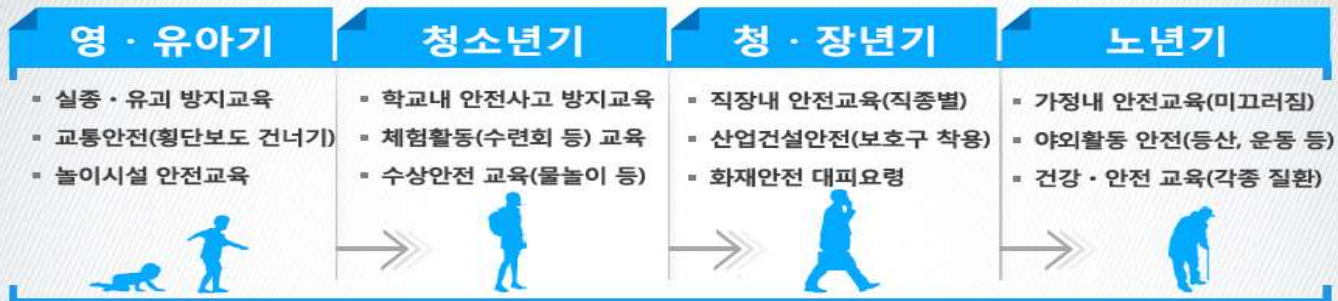 영 · 유아기
▪ 실종 · 유괴 방지교육
▪ 교통안전(횡단보도 건너기)
▪ 놀이시설 안전교육
청소년기
▪ 학교내 안전사고 방지교육
▪ 체험활동(수련회 등) 교육
▪ 수상안전 교육(물놀이 등)
청 · 장년기
▪ 직장내 안전교육(직종별)
▪ 산업건설안전(보호구 착용)
▪ 화재안전 대피요령
노년기
▪ 가정내 안전교육(미끄러짐)
▪ 야외활동 안전(등산, 운동 등)
▪ 건강 · 안전 교육(각종 질환)